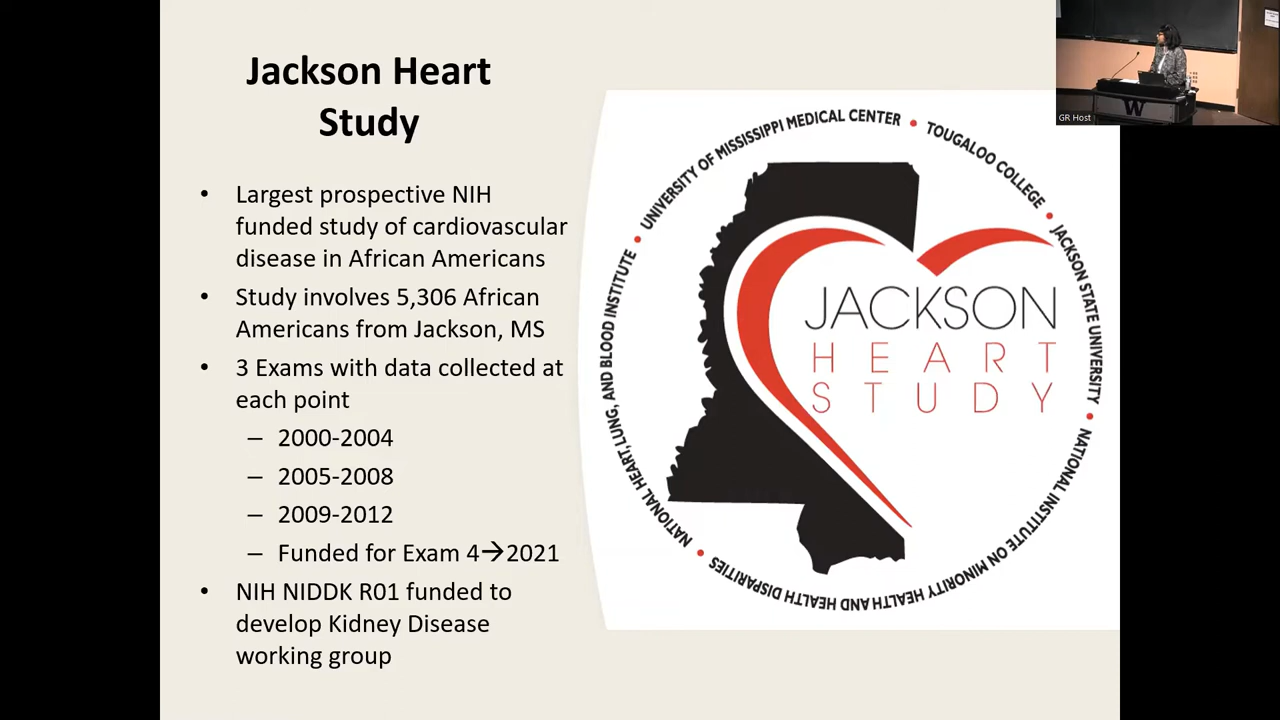 Jackson Heart
Study
• Largest prospective NIH
funded study of cardiovascular
disease in African Americans
• Study involves 5,306 African
Americans from Jackson, MS
• 3 Exams with data collected at
each point
– 2000-2004
– 2005-2008
– 2009-2012
– Funded for Exam 4→2021
• NIH NIDDK R01 funded to
develop Kidney Disease
working group
UNIVERSITY OF MISSISSIPPI MEDICAL CENTER • TOUGALOO COLLEGE • JACKSON STATE UNIVERSITY • NATIONAL INSTITUTE ON MINORITY HEALTH AND HEALTH DISPARITIES • NATIONAL HEART, LUNG, AND BLOOD INSTITUTE •
JACKSON
HEART
STUDY
W
GR Host